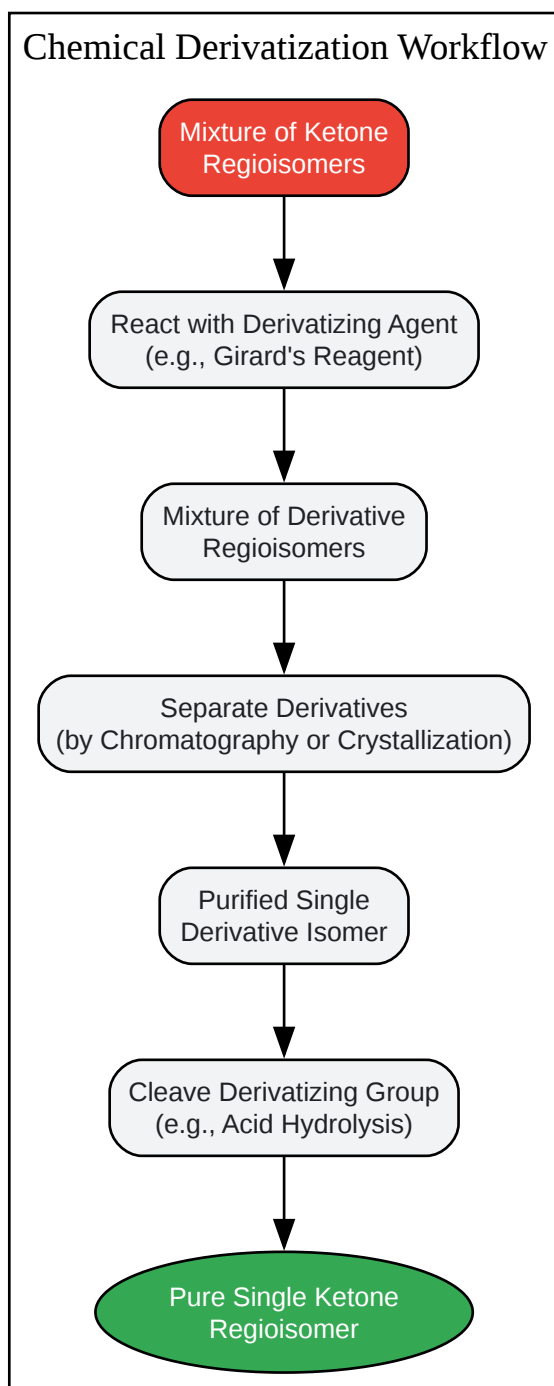 Chemical Derivatization Workflow
Mixture of Ketone
Regioisomers
React with Derivatizing Agent
(e.g., Girard's Reagent)
Mixture of Derivative
Regioisomers
Separate Derivatives
(by Chromatography or Crystallization)
Purified Single
Derivative Isomer
Cleave Derivatizing Group
(e.g., Acid Hydrolysis)
Pure Single Ketone
Regioisomer